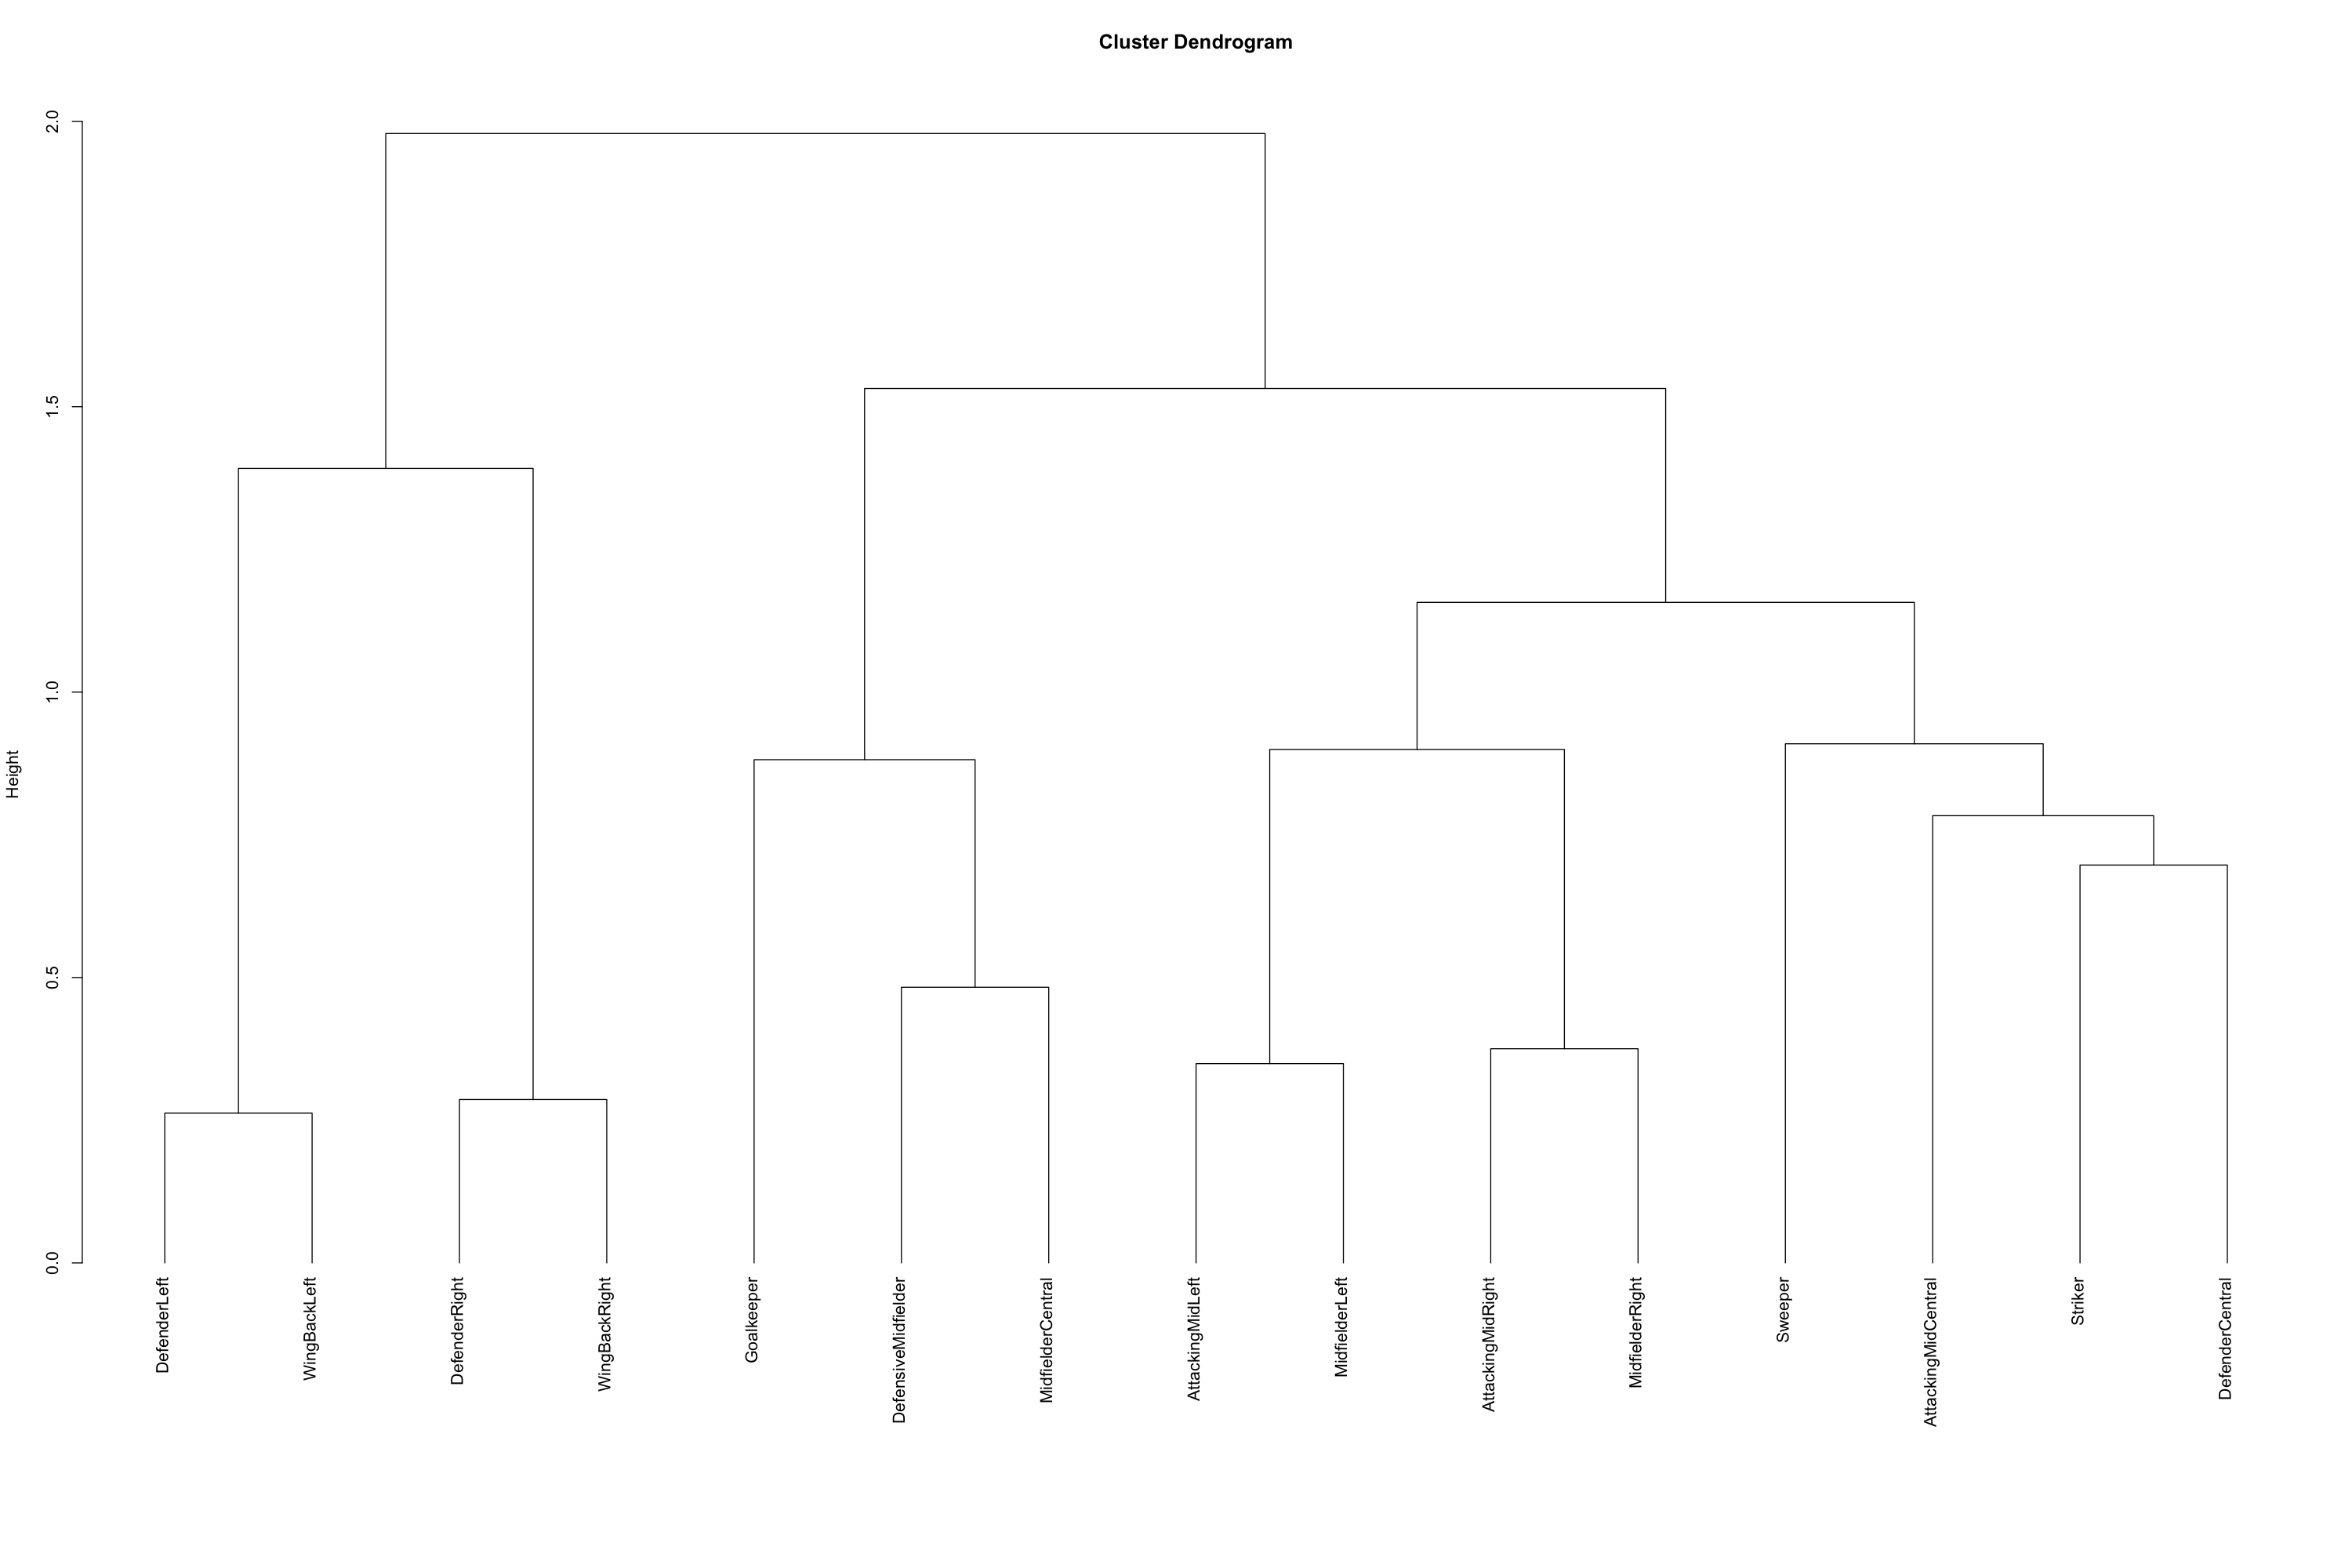 Cluster Dendrogram
Height
2.0
1.5
1.0
0.5
0.0
DefenderLeft
WingBackLeft
DefenderRight
WingBackRight
Goalkeeper
DefensiveMidfielder
MidfielderCentral
AttackingMidLeft
MidfielderLeft
AttackingMidRight
MidfielderRight
Sweeper
AttackingMidCentral
Striker
DefenderCentral